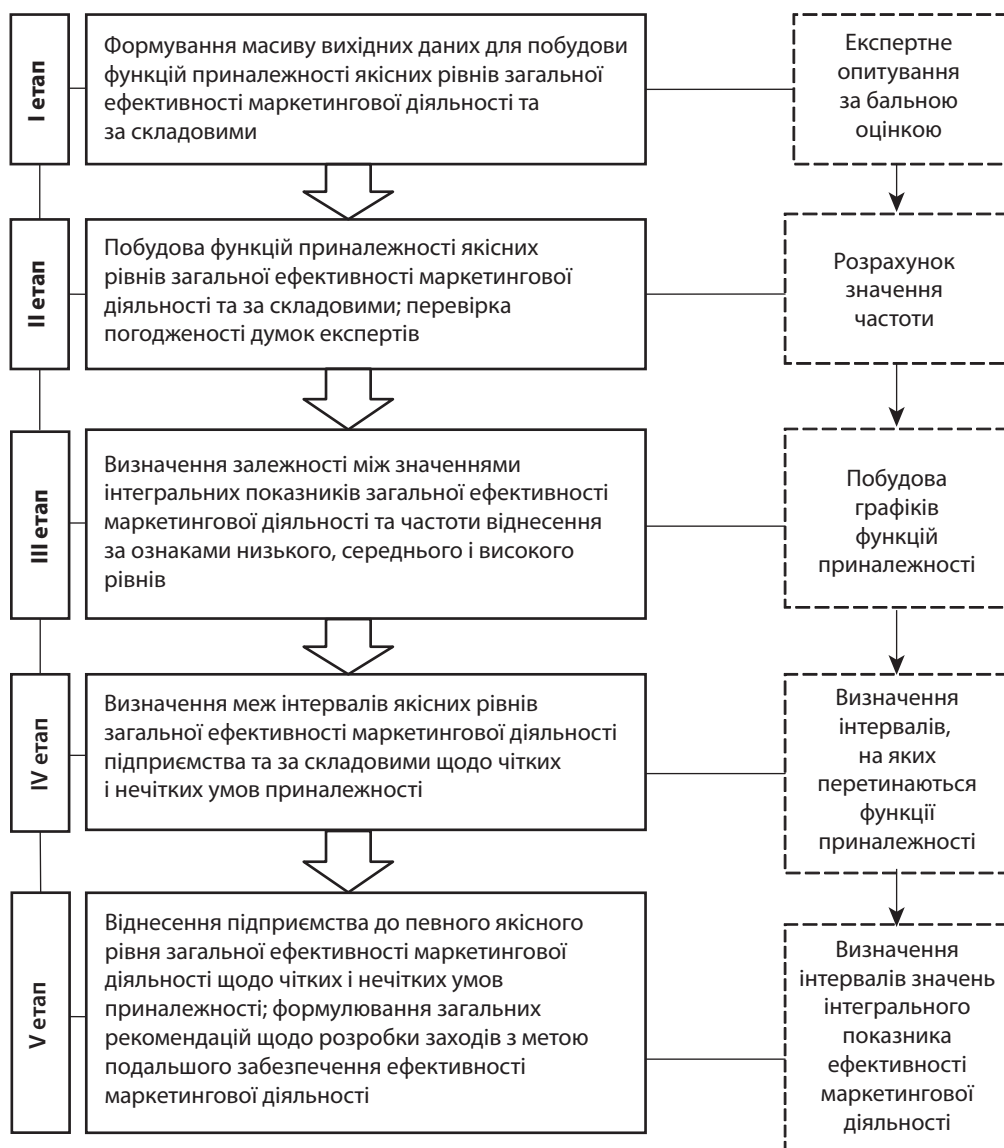 І етап
Формування масиву вихідних даних для побудови
функцій приналежності якісних рівнів загальної
ефективності маркетингової діяльності та
за складовими
Експертне
опитування
за бальною
оцінкою
ІІ етап
Побудова функцій приналежності якісних
рівнів загальної ефективності маркетингової
діяльності та за складовими; перевірка
погодженості думок експертів
Розрахунок
значення
частоти
ІІІ етап
Визначення залежності між значеннями
інтегральних показників загальної ефективності
маркетингової діяльності та частоти віднесення
за ознаками низького, середнього і високого
рівнів
Побудова
графіків
функцій
приналежності
IV етап
Визначення меж інтервалів якісних рівнів
загальної ефективності маркетингової діяльності
підприємства та за складовими щодо чітких
і нечітких умов приналежності
Визначення
інтервалів,
на яких
перетинаються
функції
приналежності
V етап
Віднесення підприємства до певного якісного
рівня загальної ефективності маркетингової
діяльності щодо чітких і нечітких умов
приналежності; формулювання загальних
рекомендацій щодо розробки заходів з метою
подальшого забезпечення ефективності
маркетингової діяльності
Визначення
інтервалів значень
інтегрального
показника
ефективності
маркетингової
діяльності